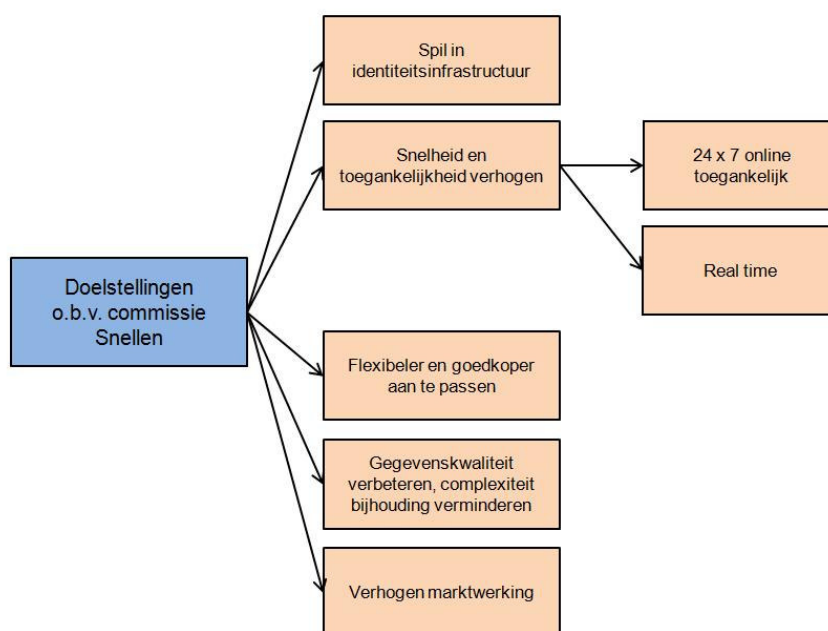 Spil in
identiteitsinfrastructuur
Snelheid en
toegankelijkheid verhogen
24 x 7 online
toegankelijk
Real time
Doelstellingen
o.b.v. commissie
Snellen
Flexibeler en goedkoper
aan te passen
Gegevenskwaliteit
verbeteren, complexiteit
bijhouding verminderen
Verhogen marktwerking